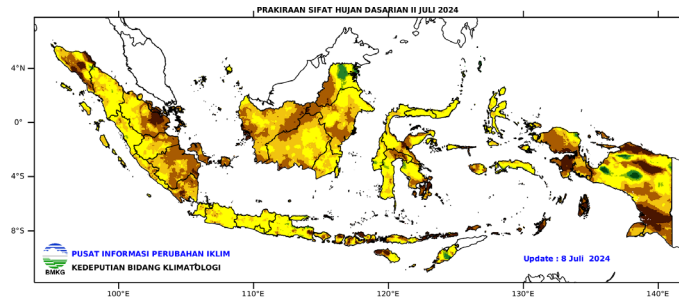 PRAKIRAAN SIFAT HUJAN DASARIAN II JULI 2024
4°N
0°
4°S
8°S
PUSAT INFORMASI PERUBAHAN IKLIM
KEDEPUTIAN BIDANG KLIMATOLOGI
BMKG
Update : 8 Juli 2024
100°E
110°E
120°E
130°E
140°E